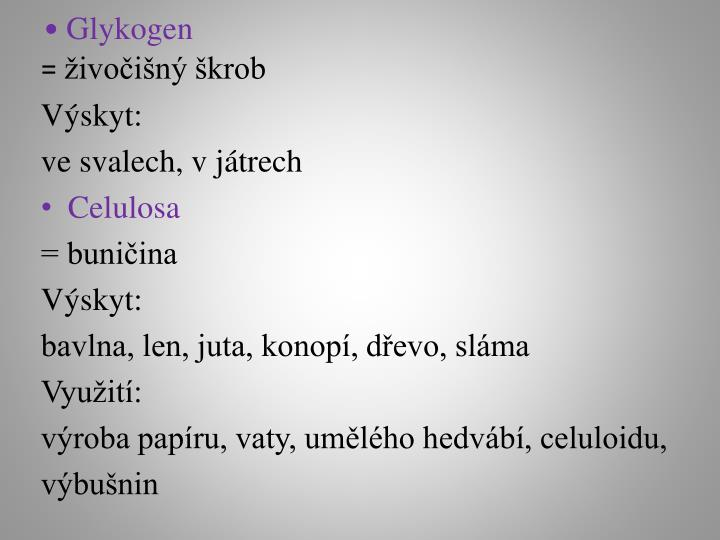 • Glykogen
= živočišný škrob
Výskyt:
ve svalech, v játrech
• Celulosa
= buničina
Výskyt:
bavlna, len, juta, konopí, dřevo, sláma
Využití:
výroba papíru, vaty, umělého hedvábí, celuloidu,
výbušnin